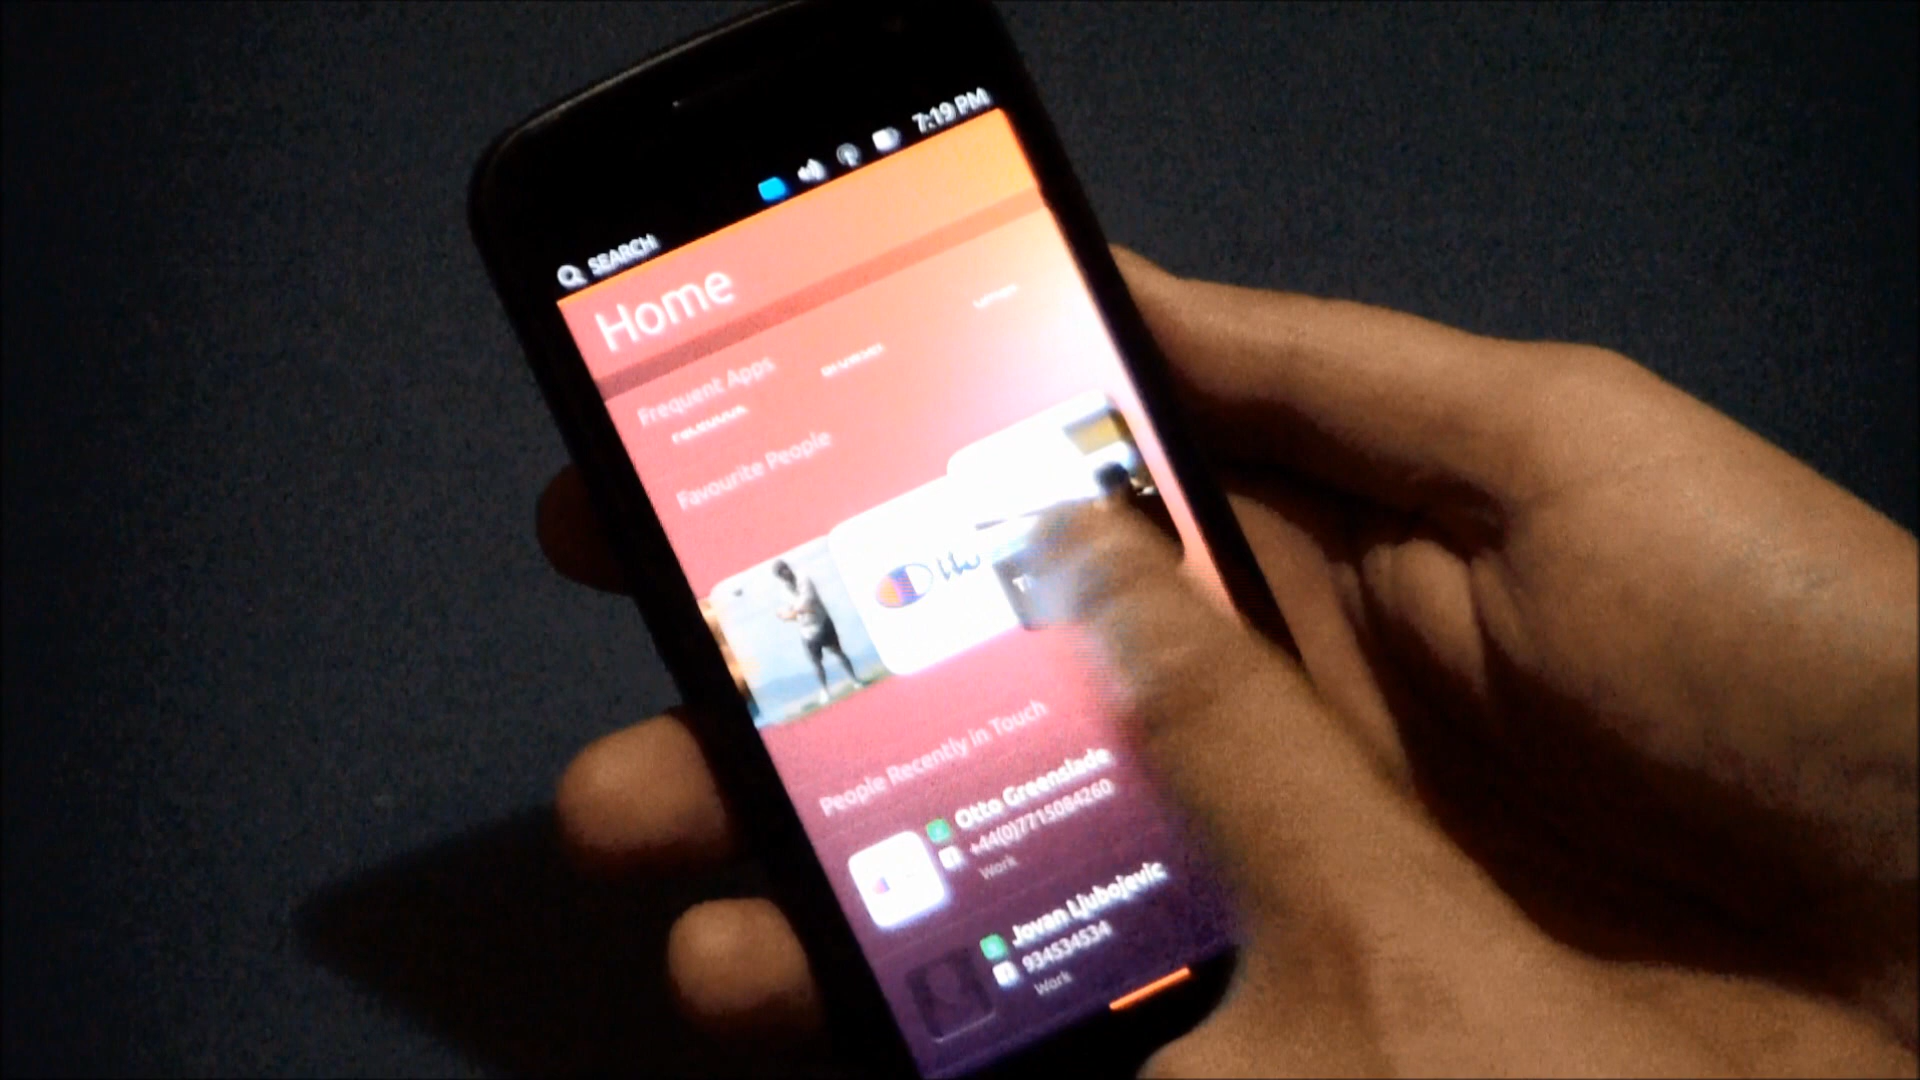 7:19 PM
SEARCH
Home
Frequent Apps
Favourite People
People Recently in Touch
Otto Greenslade
+44(0)7715084260
Work
Jovan Ljubojevic
934534534
Work